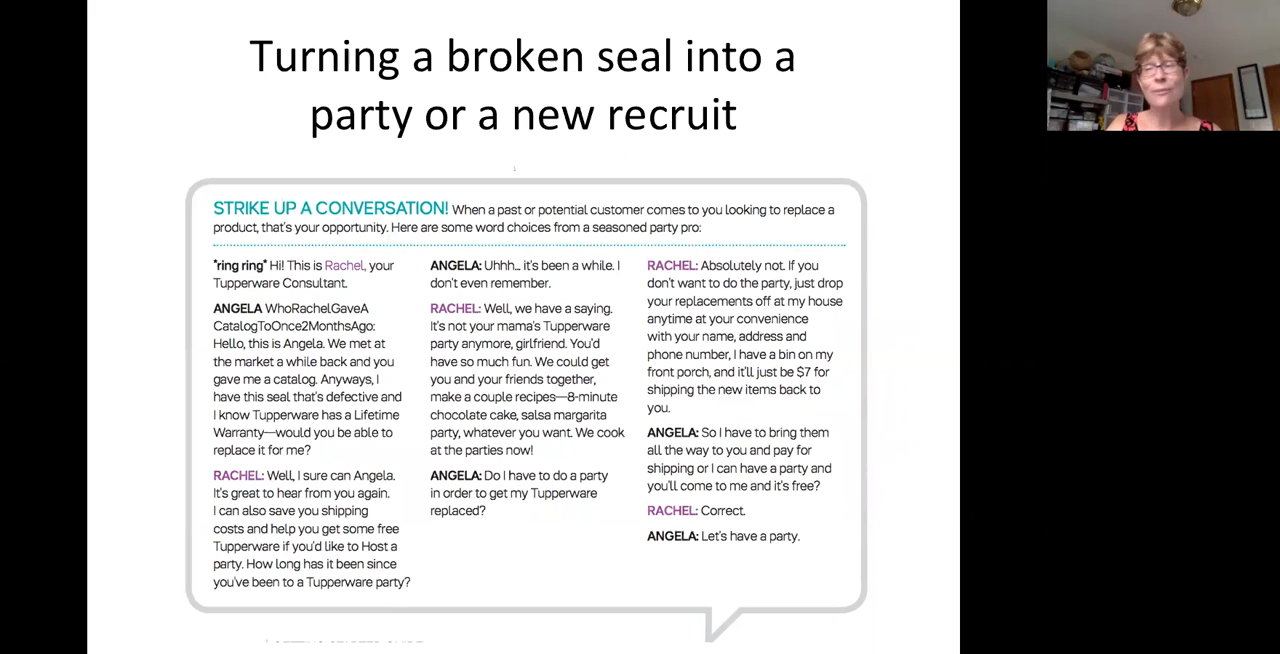 Turning a broken seal into a
party or a new recruit
STRIKE UP A CONVERSATION! When a past or potential customer comes to you looking to replace a
product, that's your opportunity. Here are some word choices from a seasoned party pro:
*ring ring* Hi! This is Rachel, your
Tupperware Consultant.
ANGELA WhoRachelGaveA
CatalogToOnce2MonthsAgo:
Hello, this is Angela. We met at
the market a while back and you
gave me a catalog. Anyways, I
have this seal that's defective and
I know Tupperware has a Lifetime
Warranty—would you be able to
replace it for me?
RACHEL: Well, I sure can Angela.
It's great to hear from you again.
I can also save you shipping
costs and help you get some free
Tupperware if you'd like to Host a
party. How long has it been since
you've been to a Tupperware party?
ANGELA: Uhhh... it's been a while. I
don't even remember.
RACHEL: Well, we have a saying.
It's not your mama's Tupperware
party anymore, girlfriend. You'd
have so much fun. We could get
you and your friends together,
make a couple recipes—8-minute
chocolate cake, salsa margarita
party, whatever you want. We cook
at the parties now!
ANGELA: Do I have to do a party
in order to get my Tupperware
replaced?
RACHEL: Absolutely not. If you
don't want to do the party, just drop
your replacements off at my house
anytime at your convenience
with your name, address and
phone number, I have a bin on my
front porch, and it'll just be $7 for
shipping the new items back to
you.
ANGELA: So I have to bring them
all the way to you and pay for
shipping or I can have a party and
you'll come to me and it's free?
RACHEL: Correct.
ANGELA: Let's have a party.